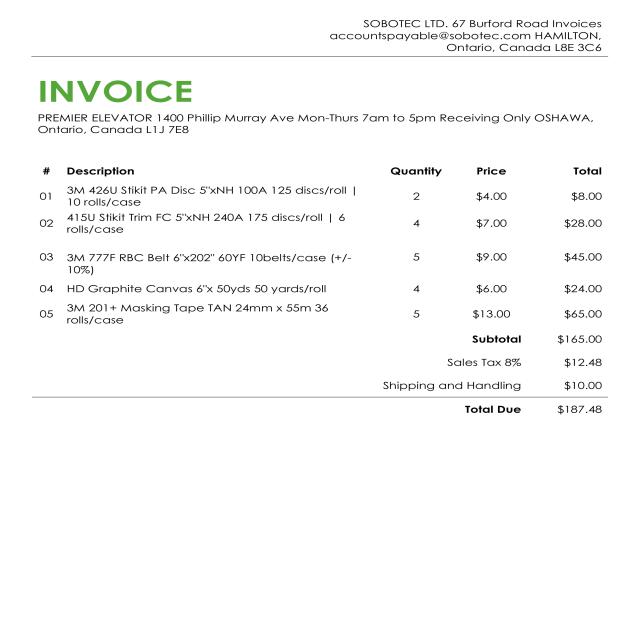 SOBOTEC LTD. 67 Burford Road Invoices
accountspayable@sobotec.com HAMILTON,
Ontario, Canada L8E 3C6
INVOICE
PREMIER ELEVATOR 1400 Phillip Murray Ave Mon-Thurs 7am to 5pm Receiving Only OSHAWA,
Ontario, Canada L1J 7E8
# Description Quantity Price Total
01 3M 426U Stikit PA Disc 5"xNH 100A 125 discs/roll | 2 $4.00 $8.00
10 rolls/case
02 415U Stikit Trim FC 5"xNH 240A 175 discs/roll | 6 4 $7.00 $28.00
rolls/case
03 3M 777F RBC Belt 6"x202" 60YF 10belts/case (+/- 5 $9.00 $45.00
10%)
04 HD Graphite Canvas 6"x 50yds 50 yards/roll 4 $6.00 $24.00
05 3M 201+ Masking Tape TAN 24mm x 55m 36 5 $13.00 $65.00
rolls/case
Subtotal $165.00
Sales Tax 8% $12.48
Shipping and Handling $10.00
Total Due $187.48